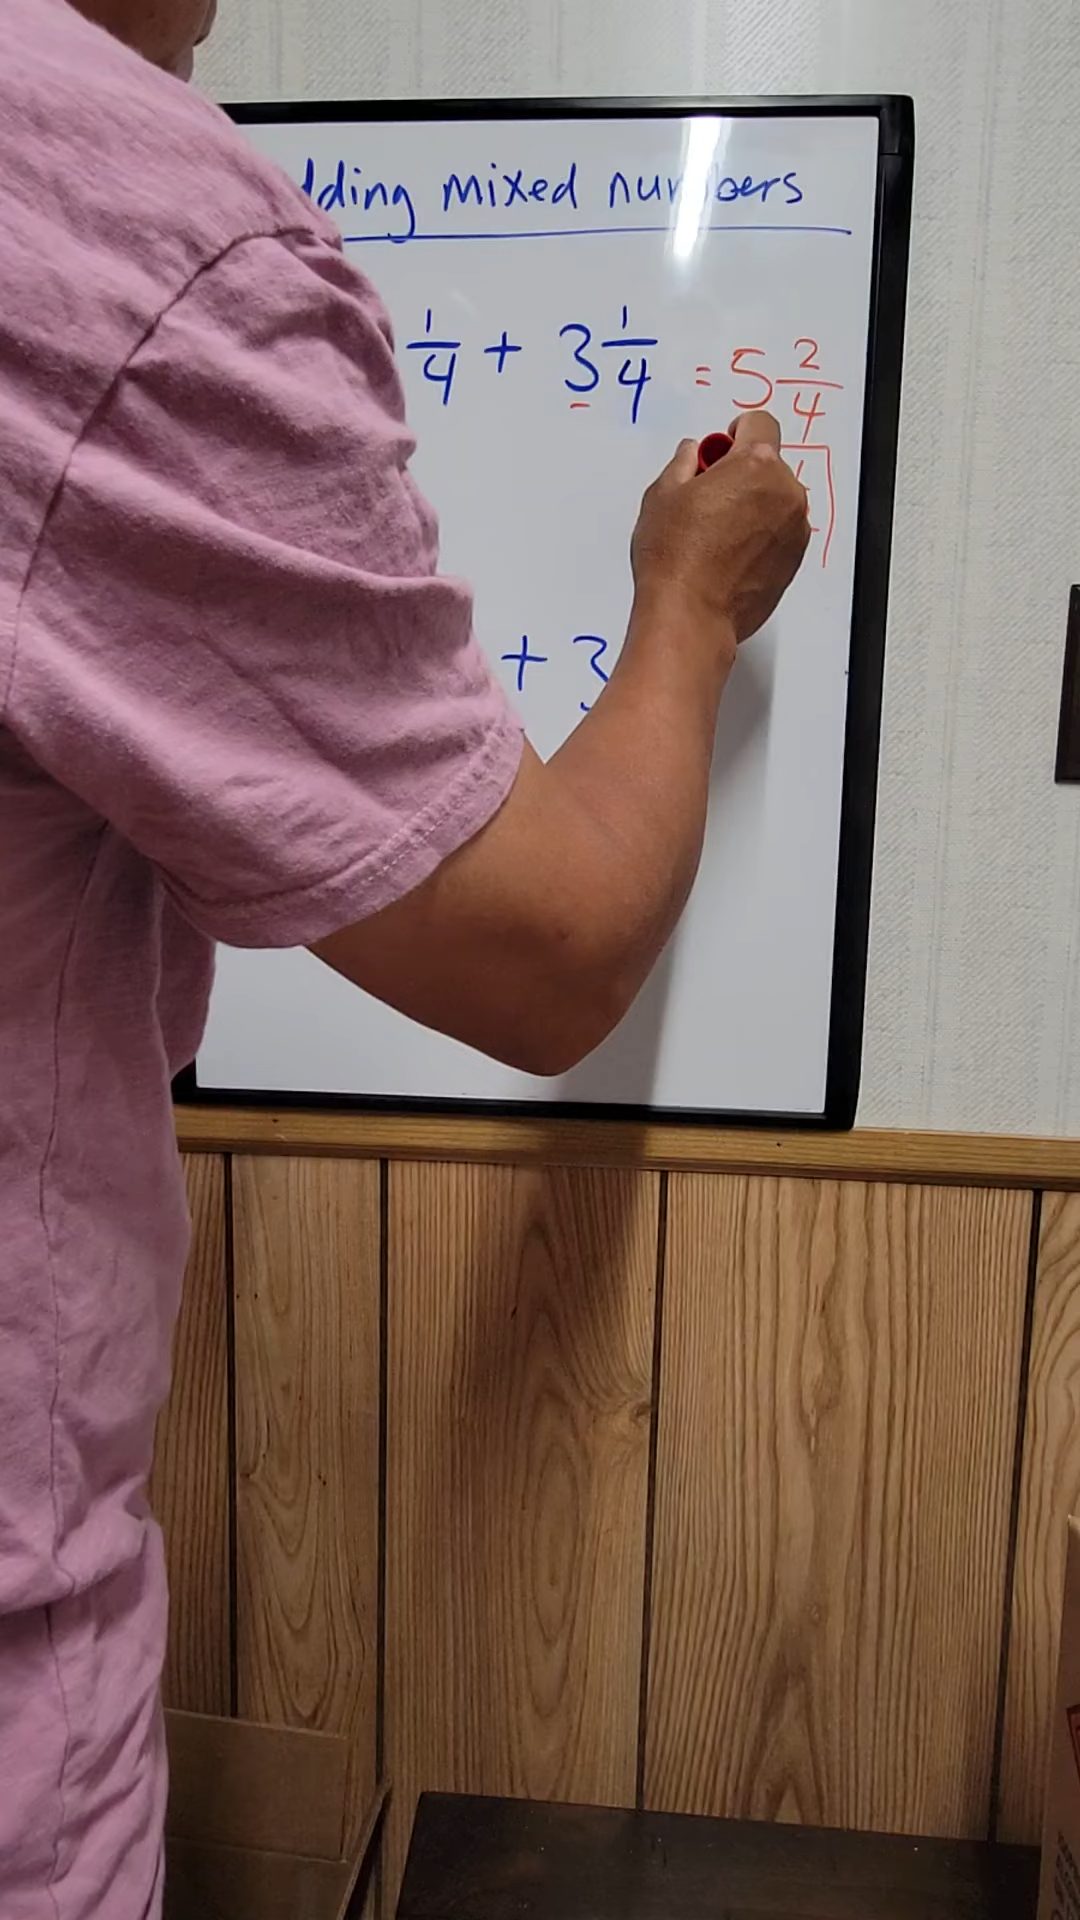 dding mixed numbers
1/4 + 3 1/4 = 5 2/4
+ 3